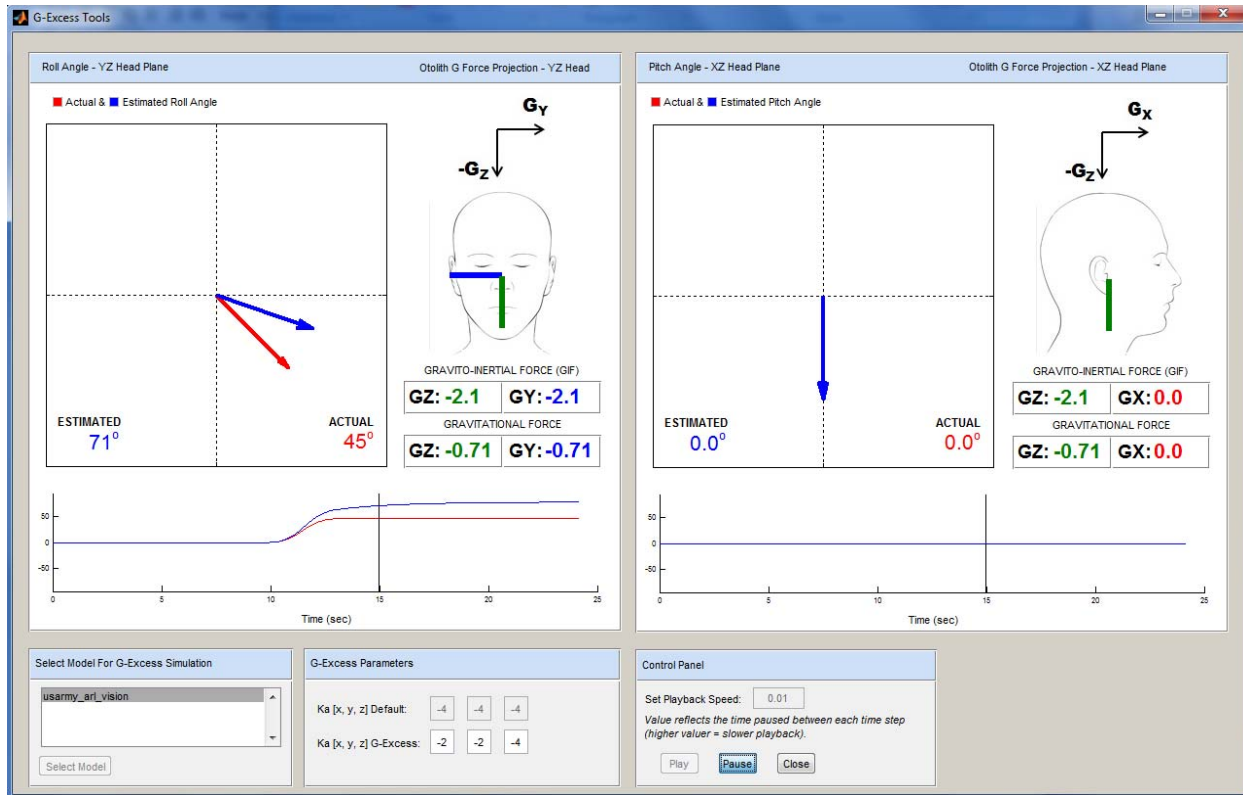 G-Excess Tools
Roll Angle - YZ Head Plane
Otolith G Force Projection - YZ Head
Actual & Estimated Roll Angle
GY
-GZ
GRAVITO-INERTIAL FORCE (GIF)
GZ: -2.1 GY: -2.1
GRAVITATIONAL FORCE
GZ: -0.71 GY: -0.71
ESTIMATED
71°
ACTUAL
45°
50
0
-50
0 5 10 15 20 25
Time (sec)
Pitch Angle - XZ Head Plane
Otolith G Force Projection - XZ Head Plane
Actual & Estimated Pitch Angle
GX
-GZ
GRAVITO-INERTIAL FORCE (GIF)
GZ: -2.1 GX: 0.0
GRAVITATIONAL FORCE
GZ: -0.71 GX: 0.0
ESTIMATED
0.0°
ACTUAL
0.0°
50
0
-50
0 5 10 15 20 25
Time (sec)
Select Model For G-Excess Simulation
usarmy_arl_vision
Select Model
G-Excess Parameters
Ka [x, y, z] Default: -4 -4 -4
Ka [x, y, z] G-Excess: -2 -2 -4
Control Panel
Set Playback Speed: 0.01
Value reflects the time paused between each time step
(higher valuer = slower playback).
Play Pause Close